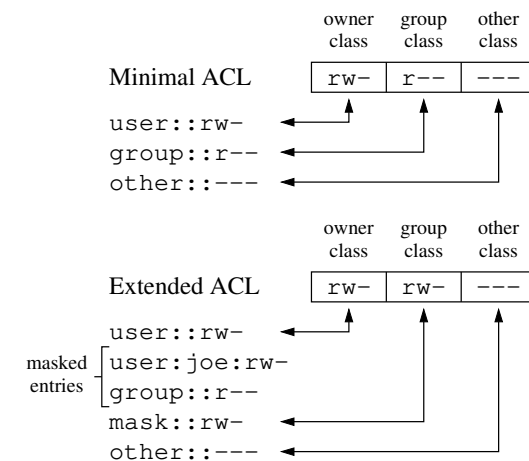 owner group other
class class class
Minimal ACL rw- r-- ---
user::rw-
group::r--
other::---
owner group other
class class class
Extended ACL rw- rw- ---
user::rw-
masked entries
user:joe:rw-
group::r--
mask::rw-
other::---